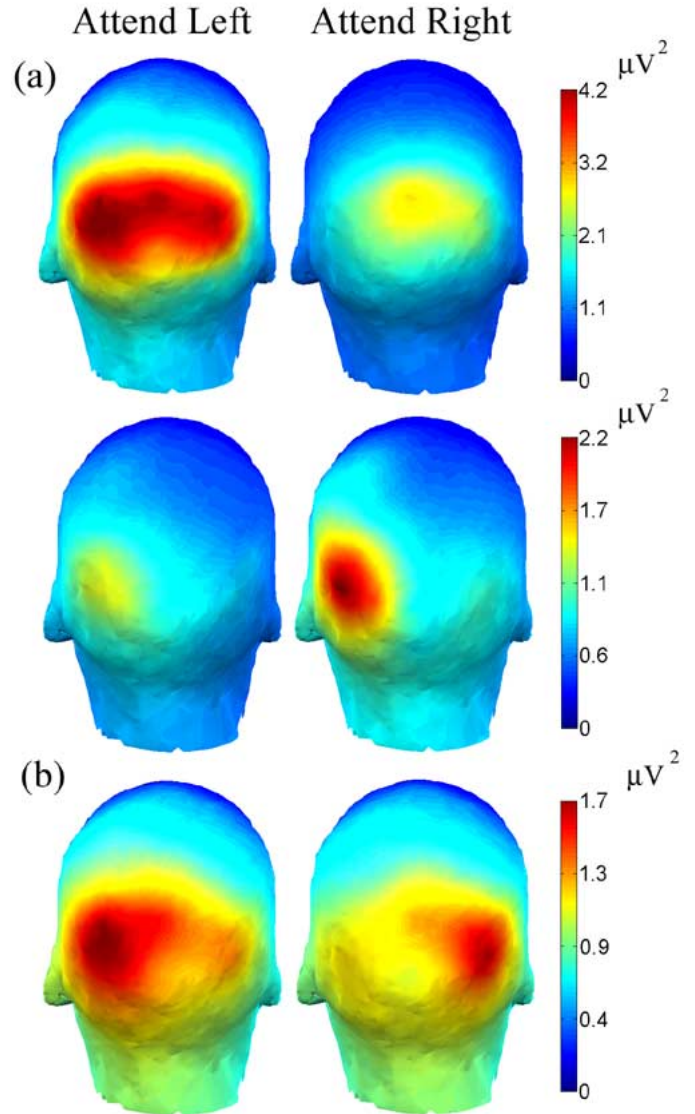 Attend Left Attend Right
(a)
μV²
4.2
3.2
2.1
1.1
0
μV²
2.2
1.7
1.1
0.6
0
(b)
μV²
1.7
1.3
0.9
0.4
0